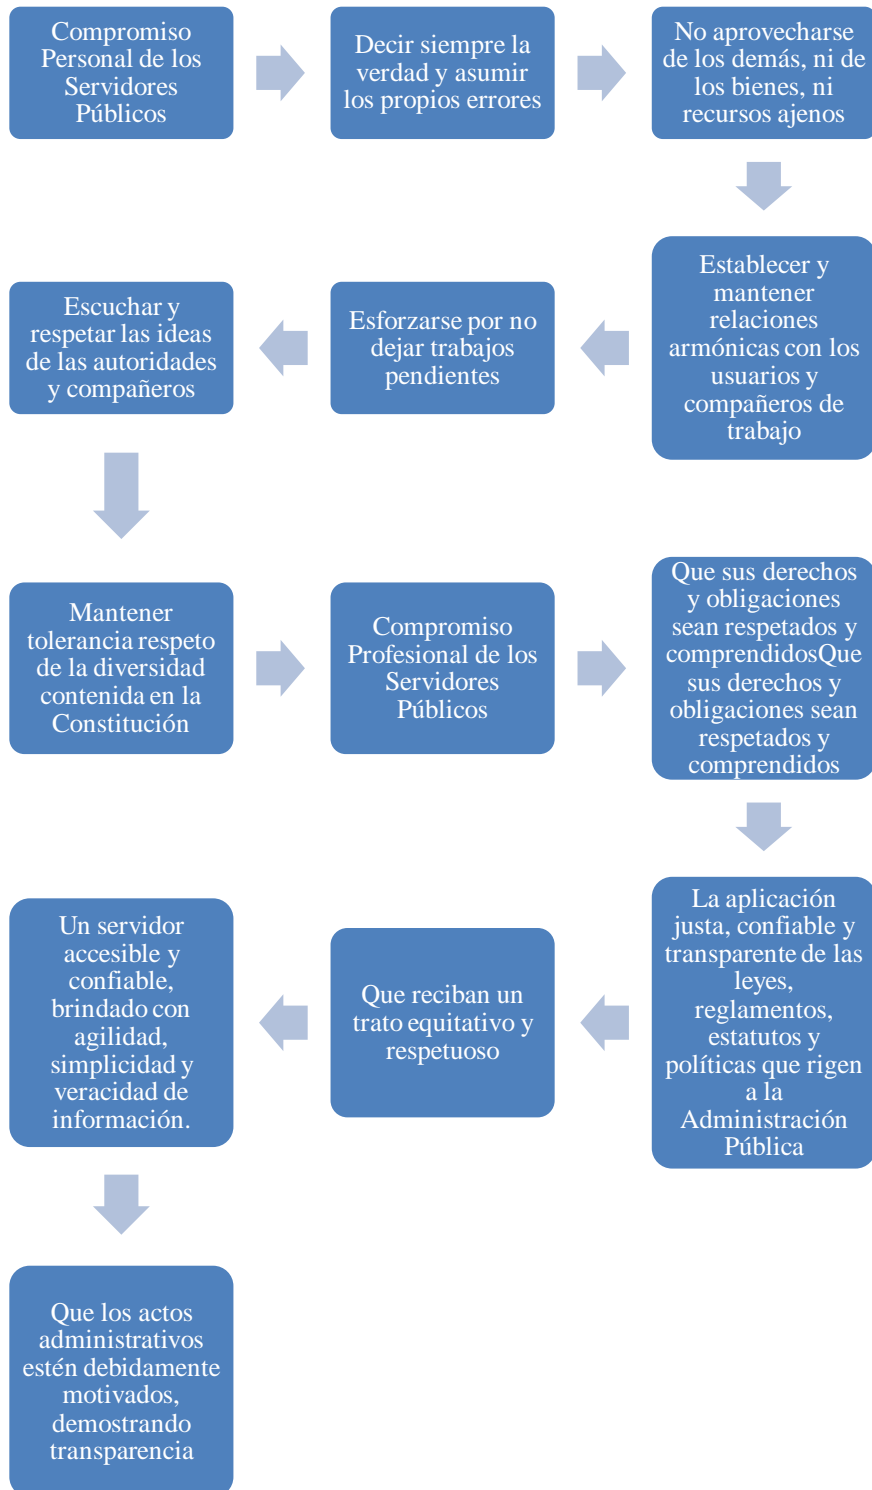 Compromiso
Personal de los
Servidores
Públicos
Decir siempre la
verdad y asumir
los propios errores
No aprovecharse
de los demás, ni de
los bienes, ni
recursos ajenos
Establecer y
mantener
relaciones
armónicas con los
usuarios y
compañeros de
trabajo
Esforzarse por no
dejar trabajos
pendientes
Escuchar y
respetar las ideas
de las autoridades
y compañeros
Mantener
tolerancia respeto
de la diversidad
contenida en la
Constitución
Compromiso
Profesional de los
Servidores
Públicos
Que sus derechos
y obligaciones
sean respetados y
comprendidosQue
sus derechos y
obligaciones sean
respetados y
comprendidos
La aplicación
justa, confiable y
transparente de las
leyes,
reglamentos,
estatutos y
políticas que rigen
a la
Administración
Pública
Que reciban un
trato equitativo y
respetuoso
Un servidor
accesible y
confiable,
brindado con
agilidad,
simplicidad y
veracidad de
información.
Que los actos
administrativos
estén debidamente
motivados,
demostrando
transparencia